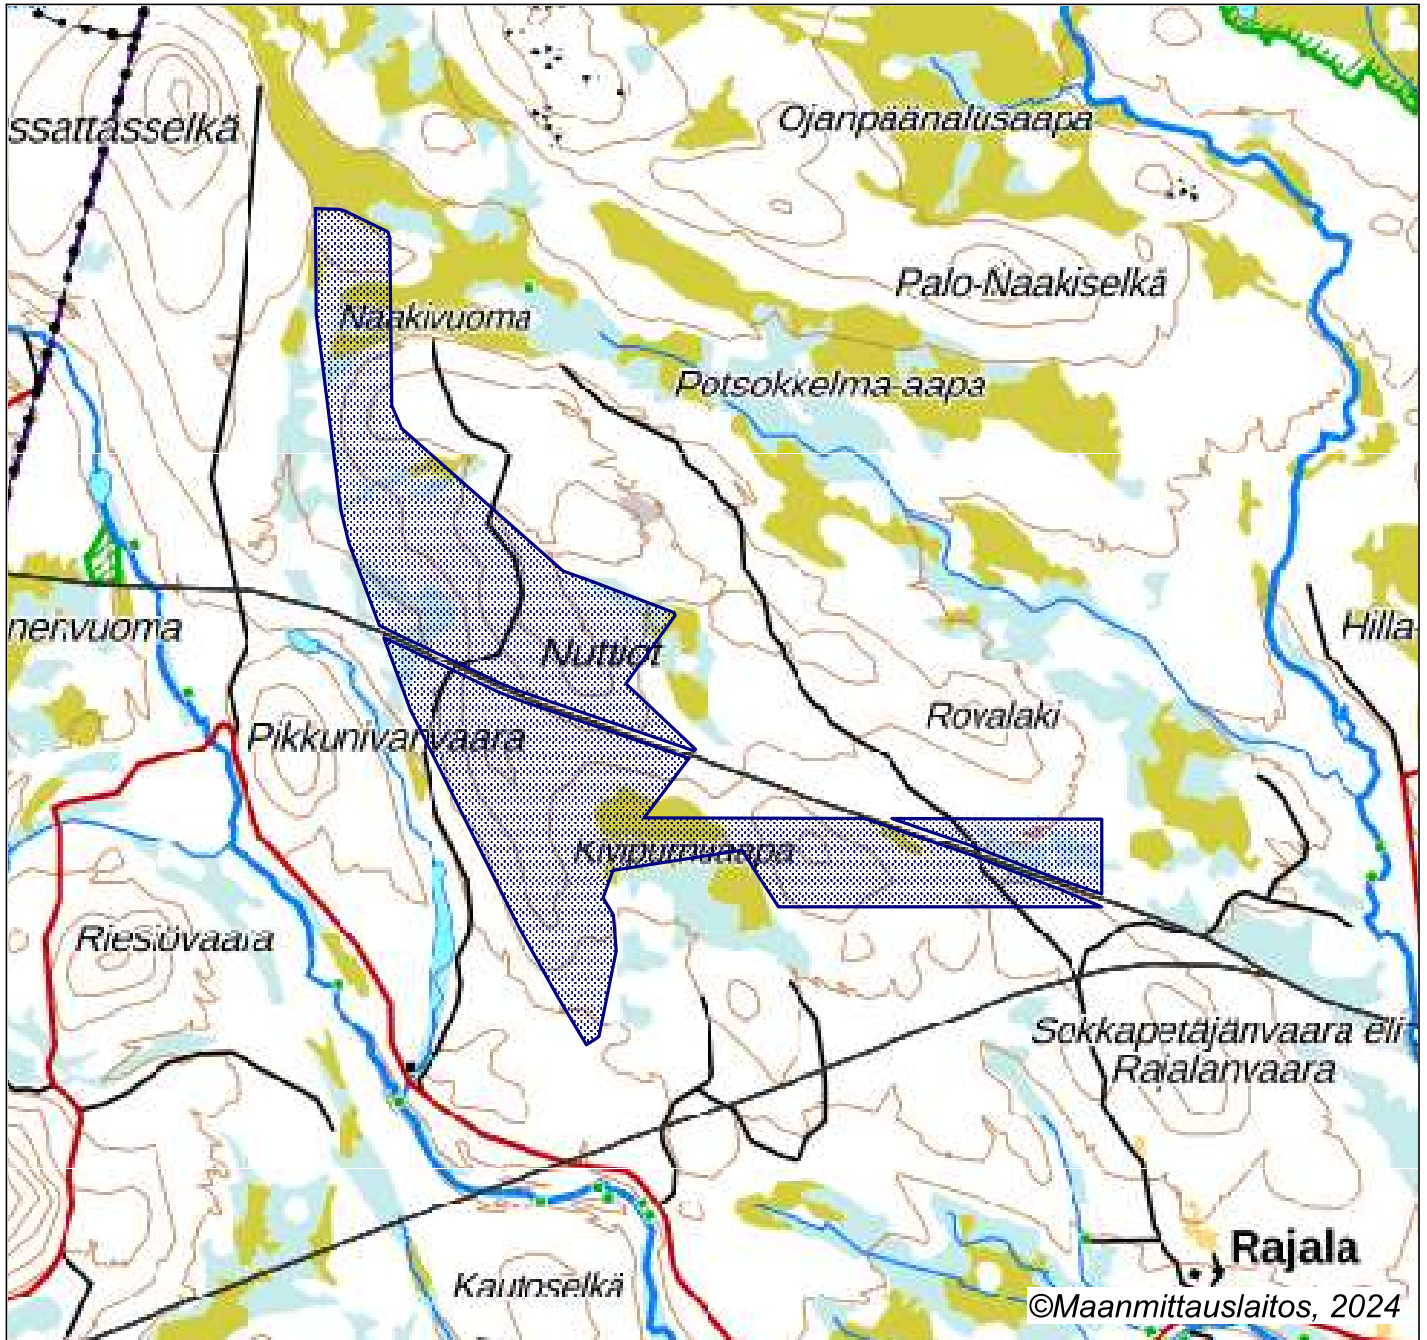 Ojanpäänalusaapa
ssattasselkä
Palo-Naakiselkä
Naakivuoma
Potsokkelma-aapa
nervuoma
Hilla
Nuttiot
Rovalaki
Pikkunivanvaara
Kivipurnuaapa
Riesiövaara
Sokkapetäjänvaara eli
Rajalanvaara
Rajala
Kautoselkä
©Maanmittauslaitos, 2024